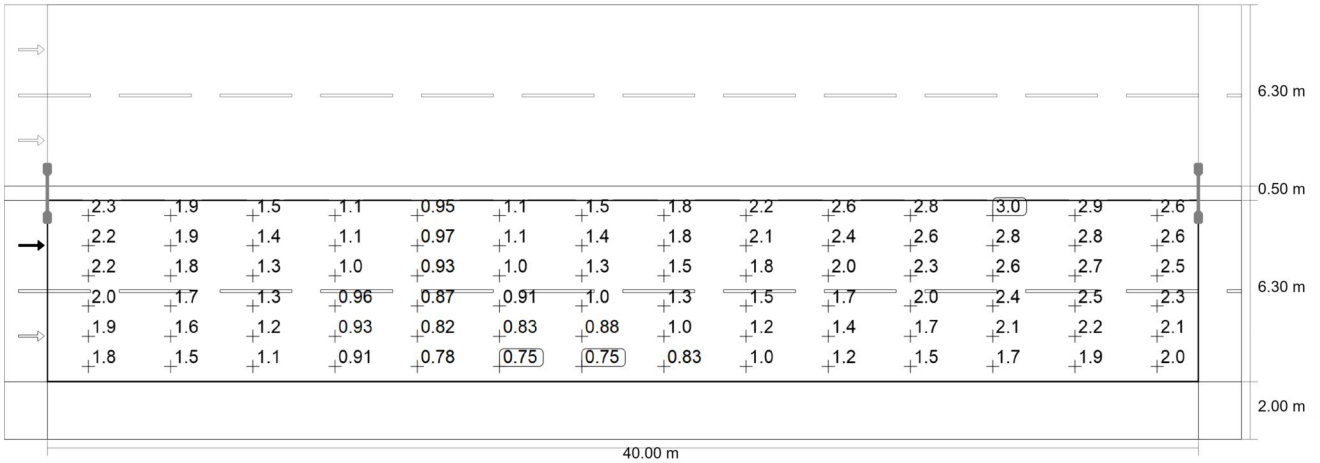 6.30 m
0.50 m
2.3 1.9 1.5 1.1 0.95 1.1 1.5 1.8 2.2 2.6 2.8 3.0 2.9 2.6
2.2 1.9 1.4 1.1 0.97 1.1 1.4 1.8 2.1 2.4 2.6 2.8 2.8 2.6
2.2 1.8 1.3 1.0 0.93 1.0 1.3 1.5 1.8 2.0 2.3 2.6 2.7 2.5
6.30 m
2.0 1.7 1.3 0.96 0.87 0.91 1.0 1.3 1.5 1.7 2.0 2.4 2.5 2.3
1.9 1.6 1.2 0.93 0.82 0.83 0.88 1.0 1.2 1.4 1.7 2.1 2.2 2.1
1.8 1.5 1.1 0.91 0.78 0.75 0.75 0.83 1.0 1.2 1.5 1.7 1.9 2.0
2.00 m
40.00 m